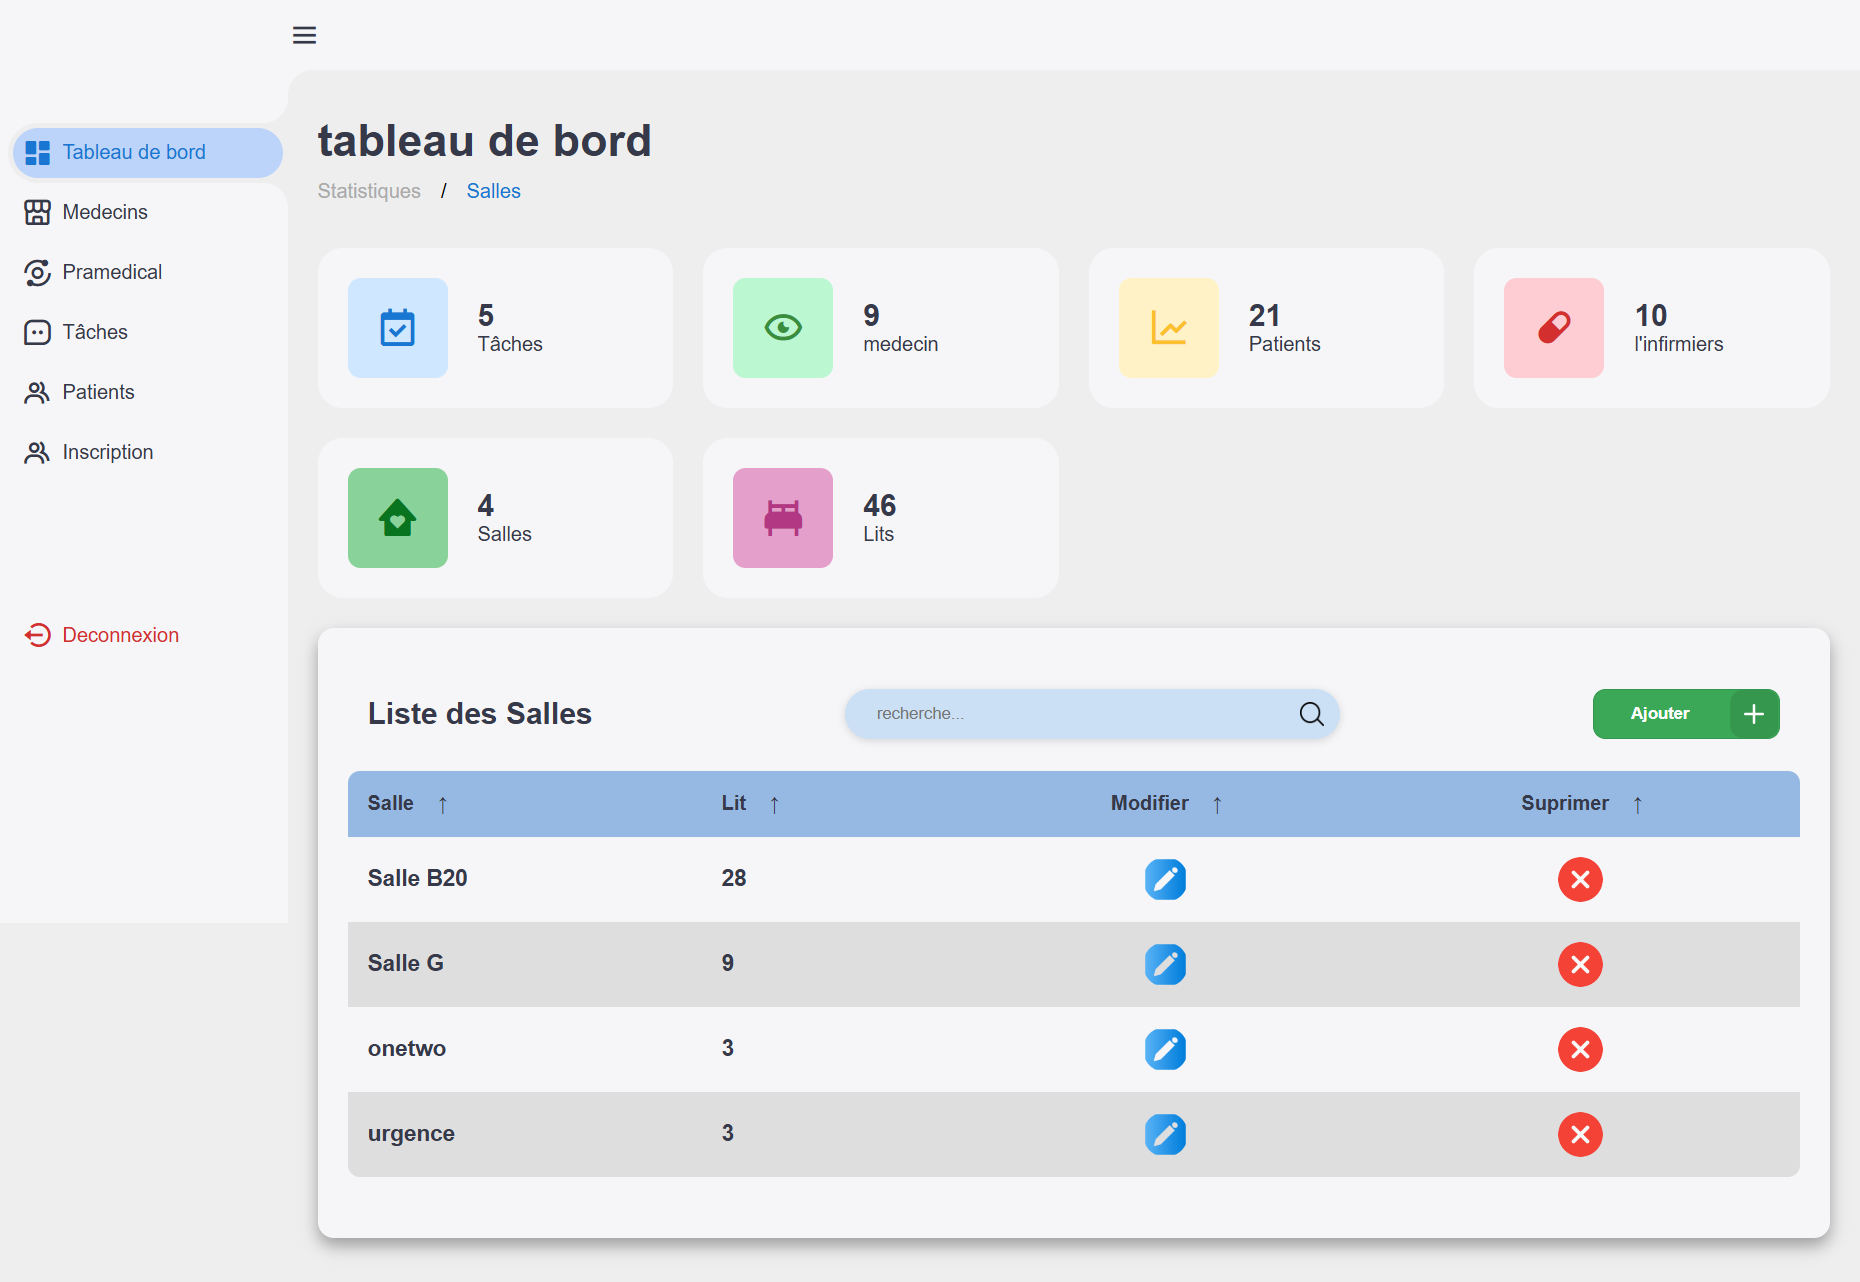 Tableau de bord
Medecins
Pramedical
Tâches
Patients
Inscription
Deconnexion
tableau de bord
Statistiques / Salles
5
Tâches
9
medecin
21
Patients
10
l'infirmiers
4
Salles
46
Lits
Liste des Salles
recherche...
Ajouter
Salle ↑ Lit ↑ Modifier ↑ Suprimer ↑
Salle B20 28
Salle G 9
onetwo 3
urgence 3